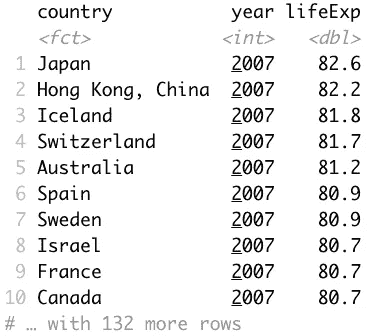 country year lifeExp
<fct> <int> <dbl>
1 Japan 2007 82.6
2 Hong Kong, China 2007 82.2
3 Iceland 2007 81.8
4 Switzerland 2007 81.7
5 Australia 2007 81.2
6 Spain 2007 80.9
7 Sweden 2007 80.9
8 Israel 2007 80.7
9 France 2007 80.7
10 Canada 2007 80.7
# … with 132 more rows